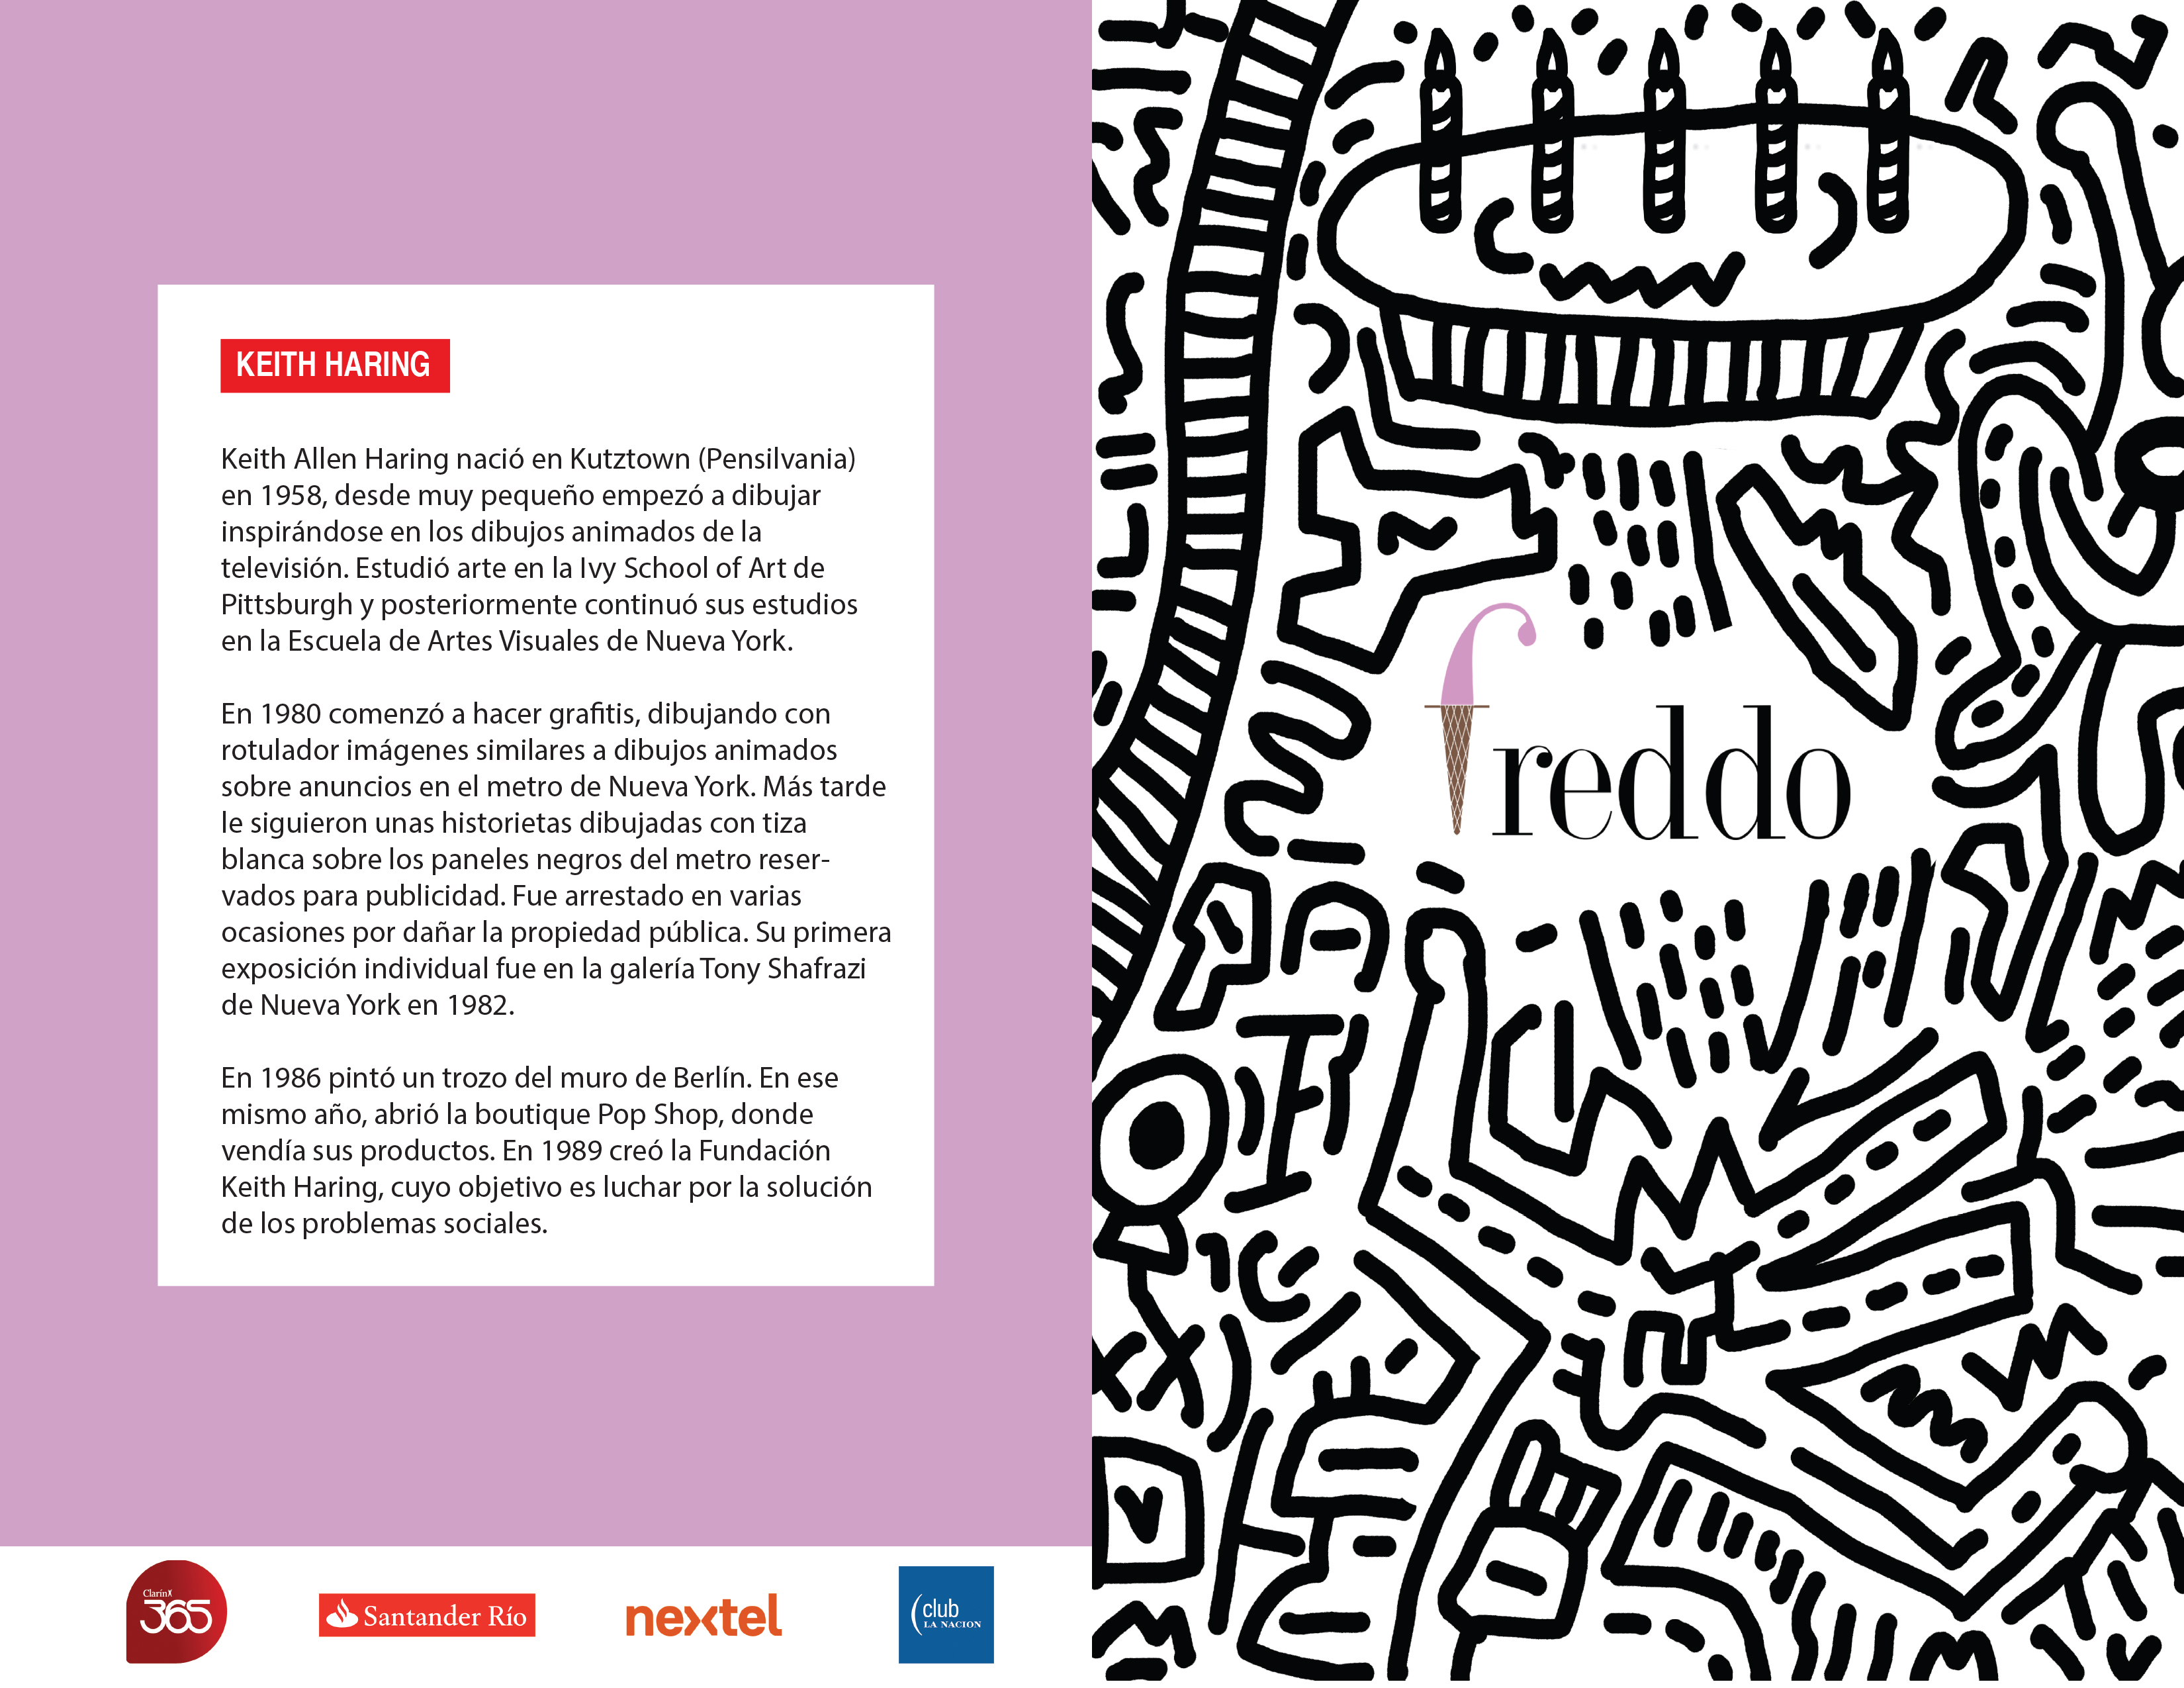 KEITH HARING
Keith Allen Haring nació en Kutztown (Pensilvania)
en 1958, desde muy pequeño empezó a dibujar
inspirándose en los dibujos animados de la
televisión. Estudió arte en la Ivy School of Art de
Pittsburgh y posteriormente continuó sus estudios
en la Escuela de Artes Visuales de Nueva York.
En 1980 comenzó a hacer grafitis, dibujando con
rotulador imágenes similares a dibujos animados
sobre anuncios en el metro de Nueva York. Más tarde
le siguieron unas historietas dibujadas con tiza
blanca sobre los paneles negros del metro reser-
vados para publicidad. Fue arrestado en varias
ocasiones por dañar la propiedad pública. Su primera
exposición individual fue en la galería Tony Shafrazi
de Nueva York en 1982.
En 1986 pintó un trozo del muro de Berlín. En ese
mismo año, abrió la boutique Pop Shop, donde
vendía sus productos. En 1989 creó la Fundación
Keith Haring, cuyo objetivo es luchar por la solución
de los problemas sociales.
Clarín
365
Santander Río
nextel
club
LA NACION
freddo